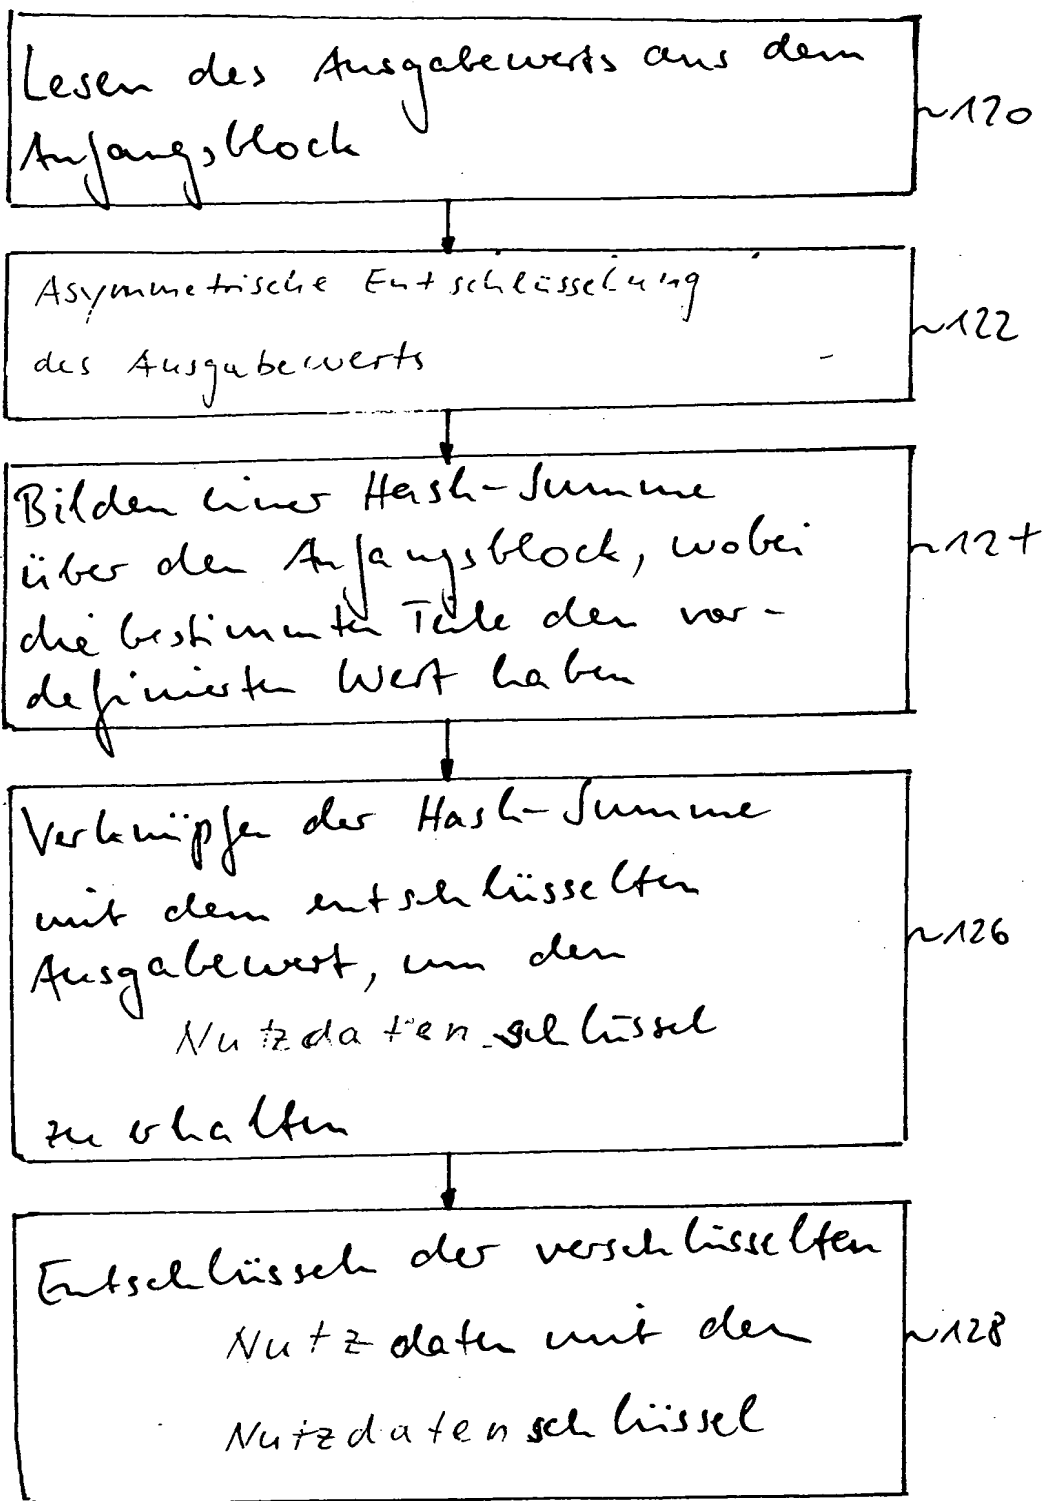 Lesen des Ausgabewerts aus dem
Anfangsblock
~120
Asymmetrische Entschlüsselung
des Ausgabewerts
~122
Bilden einer Hash-Summe
über den Anfangsblock, wobei
die bestimmten Teile den vor-
definierten Wert haben
~124
Verknüpfen der Hash-Summe
mit dem entschlüsselten
Ausgabewert, um den
Nutzdatenschlüssel
zu erhalten
~126
Entschlüsseln der verschlüsselten
Nutzdaten mit dem
Nutzdatenschlüssel
~128